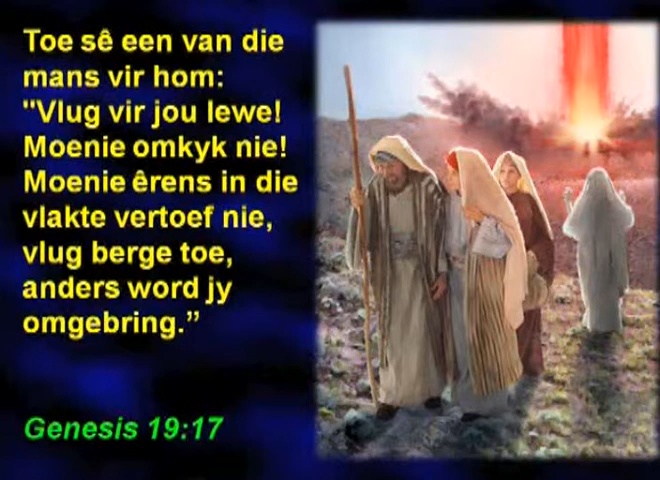 Toe sê een van die
mans vir hom:
"Vlug vir jou lewe!
Moenie omkyk nie!
Moenie êrens in die
vlakte vertoef nie,
vlug berge toe,
anders word jy
omgebring.”
Genesis 19:17